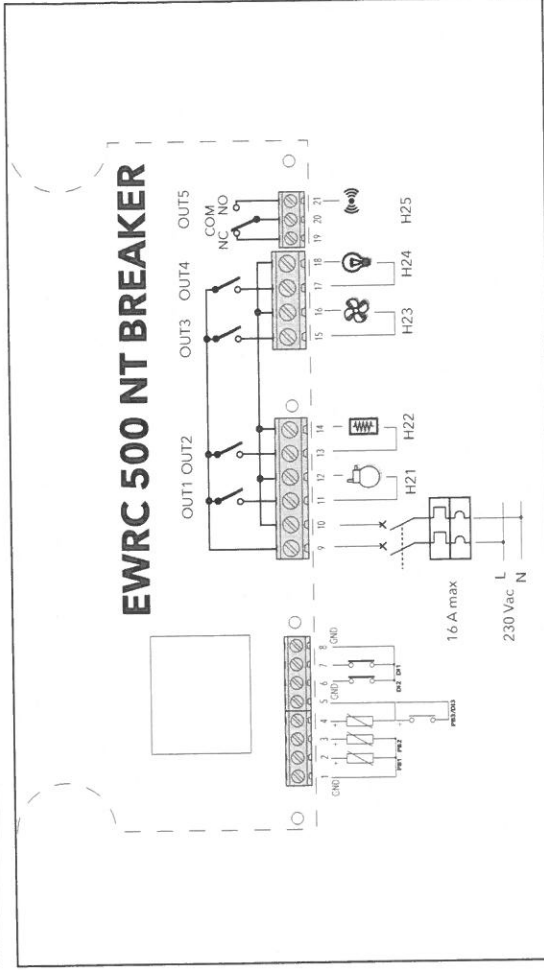 EWRC 500 NT BREAKER
OUT1 OUT2 OUT3 OUT4 OUT5
NC COM NO
1 2 3 4 5 6 7 8 9 10 11 12 13 14 15 16 17 18 19 20 21
GND GND GND
+ + + +
PB1 PB2 PB3/DI3 DI2 DI1
H21 H22 H23 H24 H25
16 A max
230 Vac L
N